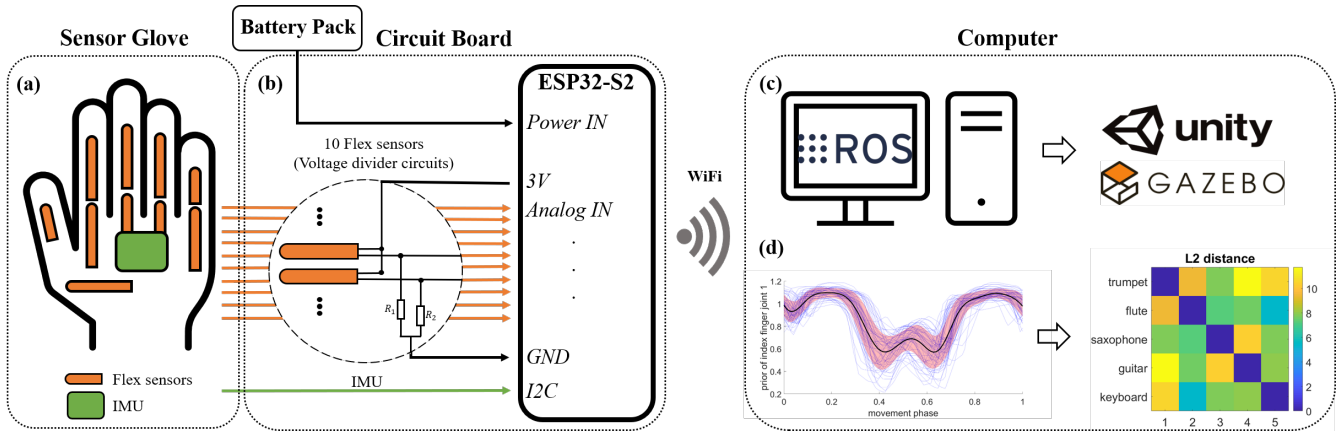 Sensor Glove
Battery Pack
Circuit Board
Computer
(a)
Flex sensors
IMU
(b)
10 Flex sensors
(Voltage divider circuits)
R1
R2
IMU
ESP32-S2
Power IN
3V
Analog IN
GND
I2C
WiFi
(c)
ROS
unity
GAZEBO
(d)
prior of index finger joint 1
1.2
1
0.8
0.6
0.4
0.2
0 0.2 0.4 0.6 0.8 1
movement phase
L2 distance
trumpet
flute
saxophone
guitar
keyboard
1 2 3 4 5
10
8
6
4
2
0